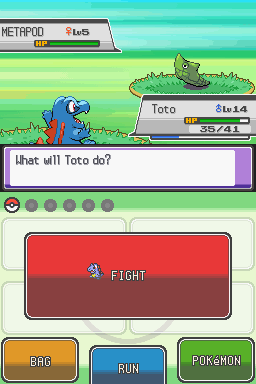 METAPOD ♀Lv5
HP
Toto ♂Lv14
HP
35/41
What will Toto do?
FIGHT
BAG
RUN
POKéMON